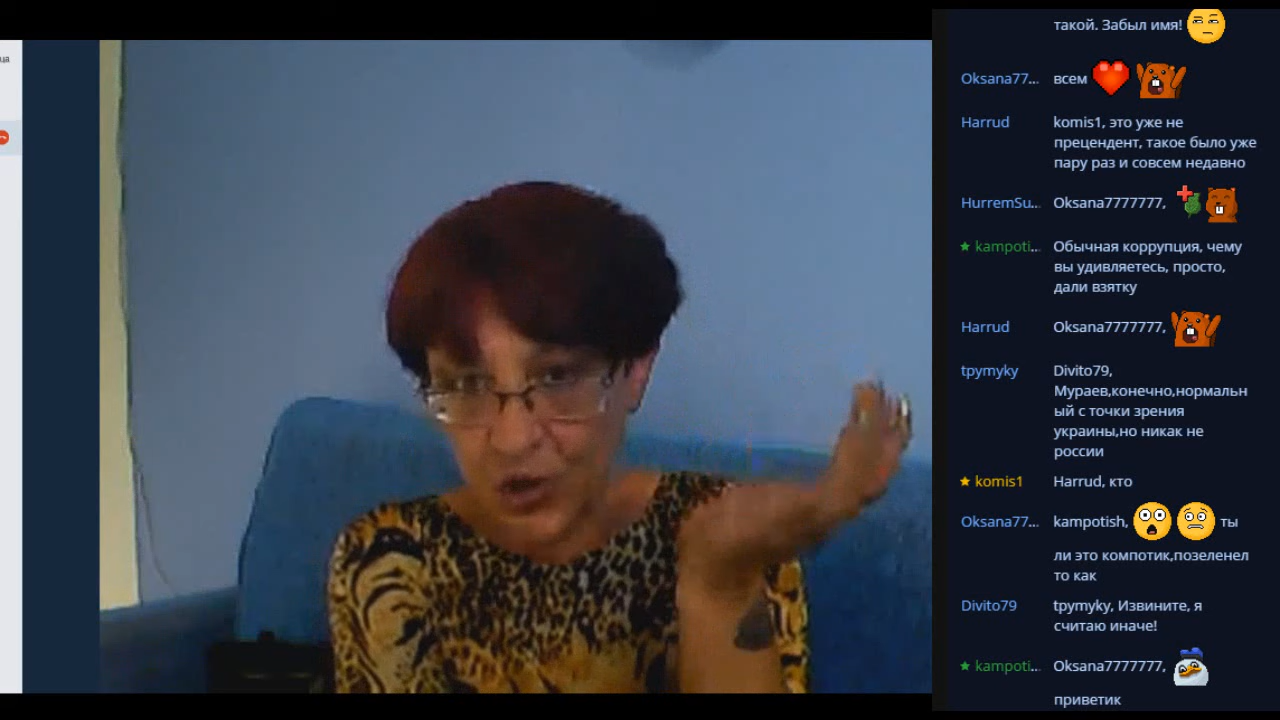 ца
такой. Забыл имя!
Oksana77... всем
Harrud komis1, это уже не
прецендент, такое было уже
пару раз и совсем недавно
HurremSu... Oksana7777777,
kampoti... Обычная коррупция, чему
вы удивляетесь, просто,
дали взятку
Harrud Oksana7777777,
tpymyky Divito79,
Мураев,конечно,нормальн
ый с точки зрения
украины,но никак не
россии
komis1 Harrud, кто
Oksana77... kampotish, ты
ли это компотик,позеленел
то как
Divito79 tpymyky, Извините, я
считаю иначе!
kampoti... Oksana7777777,
приветик